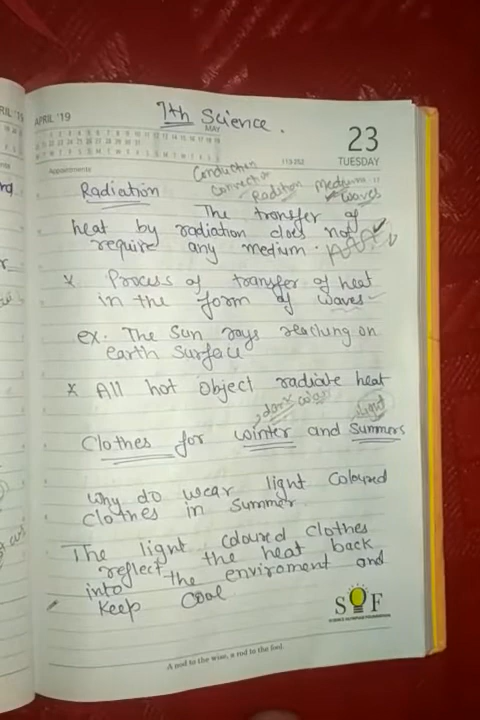 7th Science.
APRIL '19
MAY
23
TUESDAY
113-252
Appointments
Conduction
Convection
Radiation
Medium
waves
Radiation
The transfer of
heat by radiation does not
require any medium.
* Process of transfer of heat
in the form of waves
ex. The Sun rays reaching on
earth surface
* All hot Object radiate heat
dark color
light
Clothes for winter and Summers
Why do wear light coloured
clothes in summer
The light coloured clothes
reflect the heat back
into the enviroment and
keep cool
SOF
SCIENCE OLYMPIAD FOUNDATION
A nod to the wise, a rod to the fool.